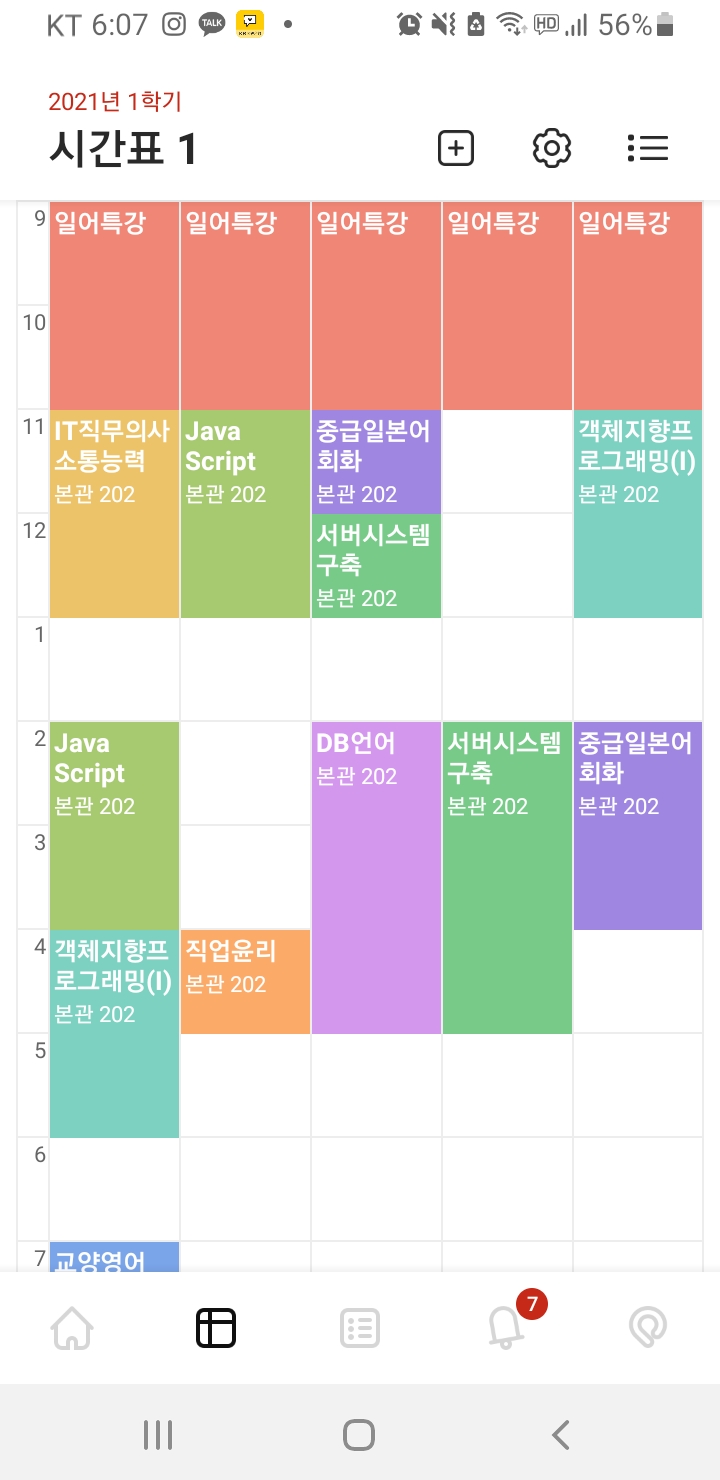 KT 6:07 TALK HD 56%
2021년 1학기
시간표 1
9 일어특강 일어특강 일어특강 일어특강 일어특강
10
11 IT직무의사 Java 중급일본어 객체지향프
소통능력 Script 회화 로그래밍(I)
본관 202 본관 202 본관 202 본관 202
12 서버시스템
구축
본관 202
1
2 Java DB언어 서버시스템 중급일본어
Script 본관 202 구축 회화
본관 202 본관 202 본관 202
3
4 객체지향프 직업윤리
로그래밍(I) 본관 202
본관 202
5
6
7 교양영어
7